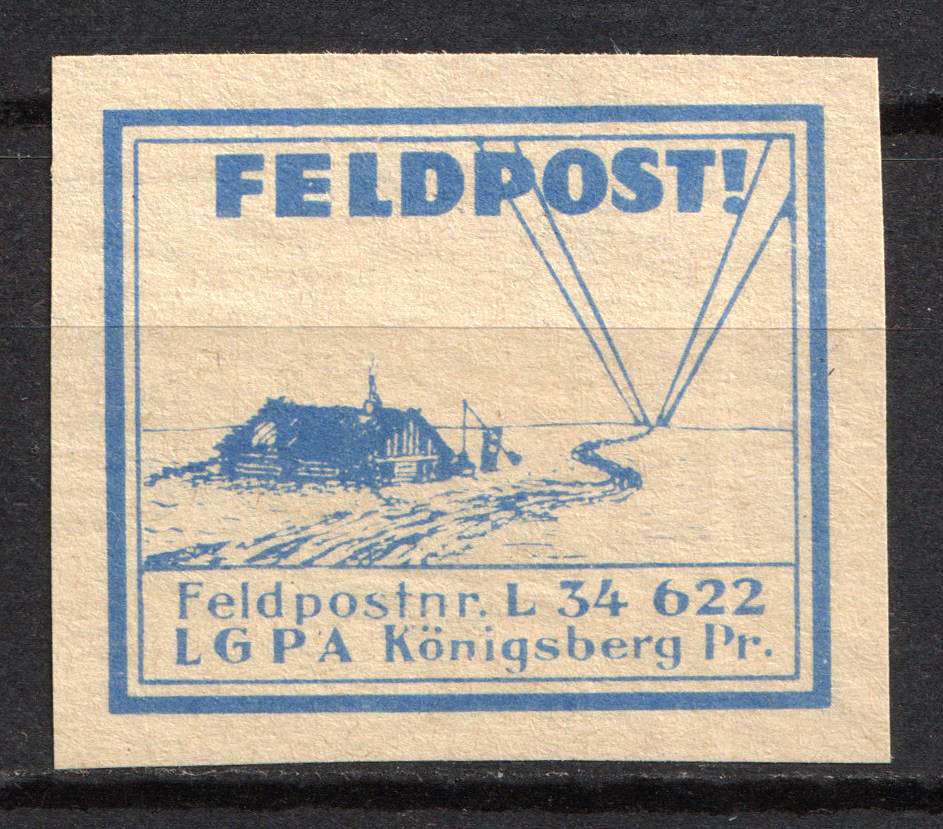 FELDPOST!
Feldpostnr. L 34 622
LGPA Königsberg Pr.